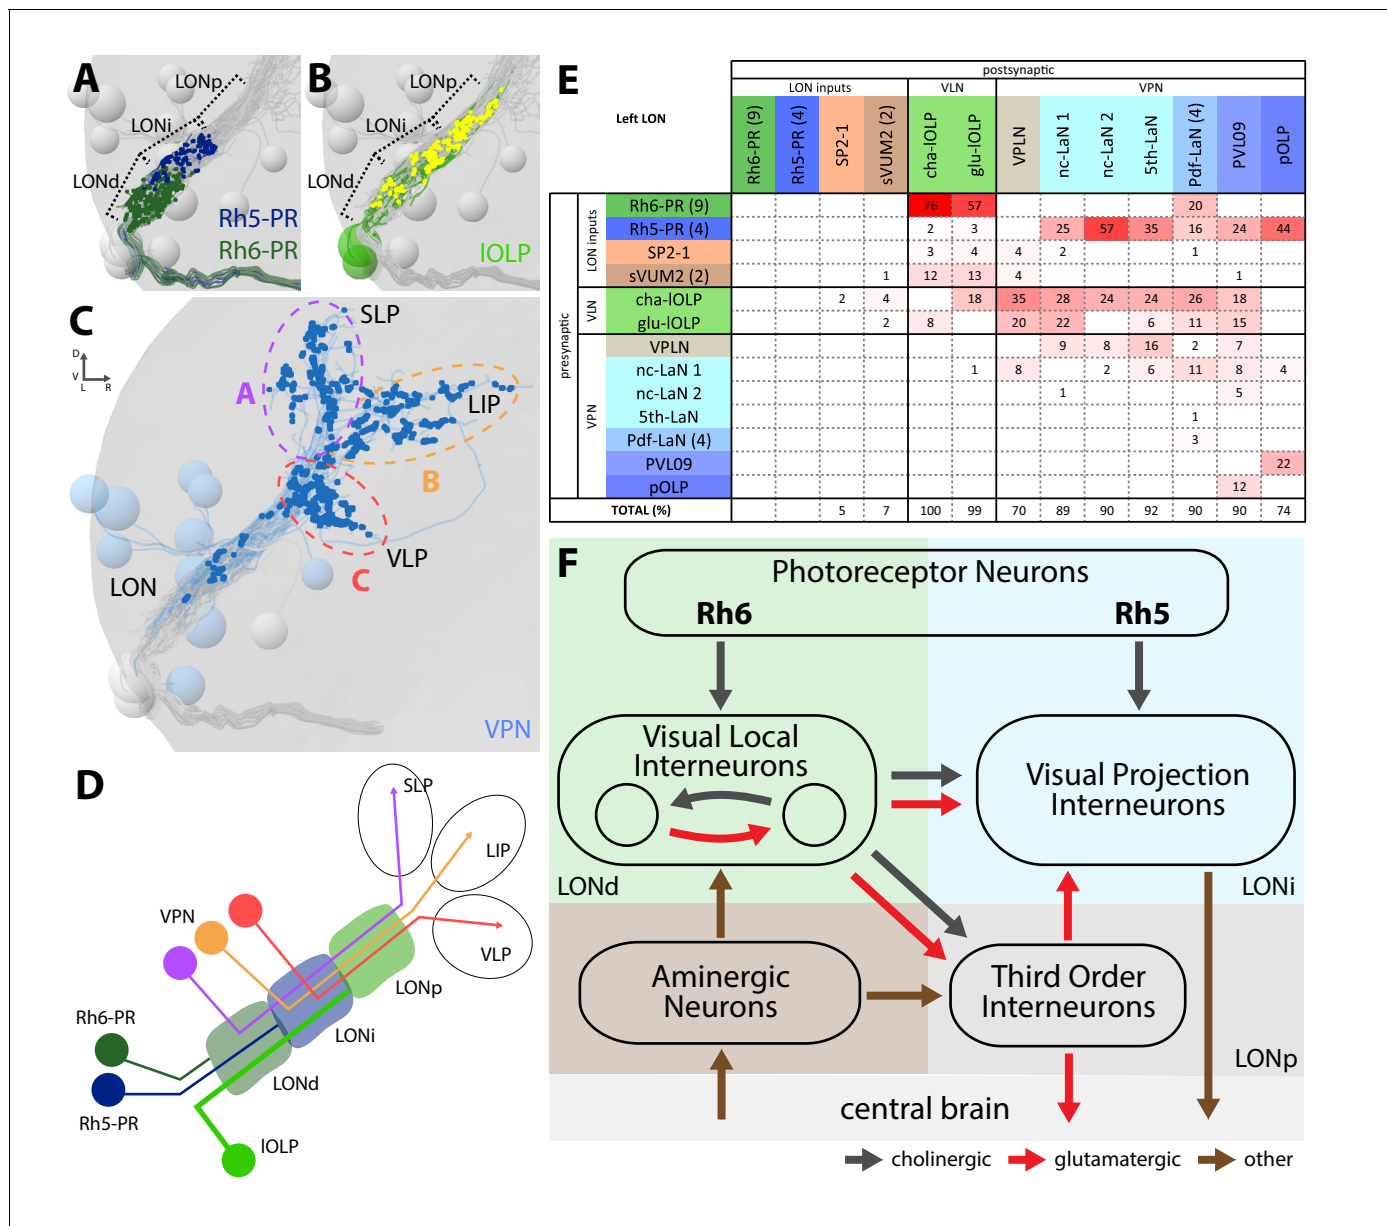 A
LONp
LONi
LONd
Rh5-PR
Rh6-PR
B
LONp
LONi
LONd
lOLP
C
D
V
L R
SLP
A
LIP
B
VLP
C
LON
VPN
D
SLP
LIP
VLP
VPN
LONp
LONi
LONd
Rh6-PR
Rh5-PR
lOLP
E
postsynaptic
LON inputs VLN VPN
Left LON
Rh6-PR (9) Rh5-PR (4) SP2-1 sVUM2 (2) cha-lOLP glu-lOLP VPLN nc-LaN 1 nc-LaN 2 5th-LaN Pdf-LaN (4) PVL09 pOLP
presynaptic
LON inputs
Rh6-PR (9) 76 57 20
Rh5-PR (4) 2 3 25 57 35 16 24 44
SP2-1 3 4 4 2 1
sVUM2 (2) 1 12 13 4 1
VLN
cha-lOLP 2 4 18 35 28 24 24 26 18
glu-lOLP 2 8 20 22 6 11 15
VPN
VPLN 9 8 16 2 7
nc-LaN 1 1 8 2 6 11 8 4
nc-LaN 2 1 5
5th-LaN 1
Pdf-LaN (4) 3
PVL09 22
pOLP 12
TOTAL (%) 5 7 100 99 70 89 90 92 90 90 74
F
Photoreceptor Neurons
Rh6 Rh5
Visual Local
Interneurons
Visual Projection
Interneurons
LONd
LONi
Aminergic
Neurons
Third Order
Interneurons
LONp
central brain
cholinergic glutamatergic other